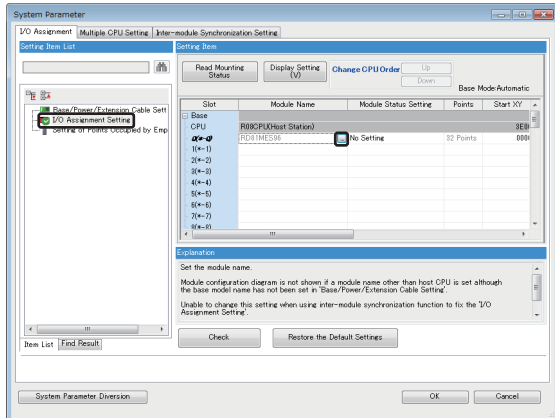 System Parameter
I/O Assignment Multiple CPU Setting Inter-module Synchronization Setting
Setting Item List
Setting Item
Read Mounting Status
Display Setting (V)
Change CPU Order
Up
Down
Base Mode:Automatic
Base/Power/Extension Cable Sett
I/O Assignment Setting
Setting of Points Occupied by Emp
Slot Module Name Module Status Setting Points Start XY
Base
CPU R08CPU(Host Station) 3E0
0(*-0) RD81MES96 ... No Setting 32 Points 000
1(*-1)
2(*-2)
3(*-3)
4(*-4)
5(*-5)
6(*-6)
7(*-7)
8(*-8)
Explanation
Set the module name.
Module configuration diagram is not shown if a module name other than host CPU is set although
the base model name has not been set in 'Base/Power/Extension Cable Setting'.
Unable to change this setting when using inter-module synchronization function to fix the 'I/O
Assignment Setting'.
Item List Find Result
Check
Restore the Default Settings
System Parameter Diversion
OK
Cancel